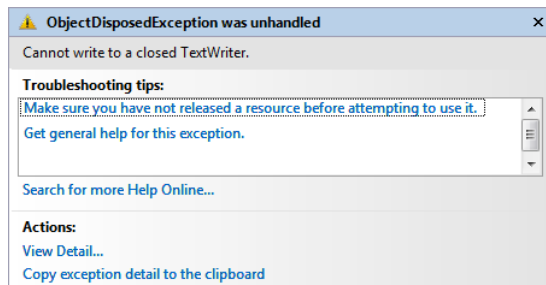 ObjectDisposedException was unhandled
Cannot write to a closed TextWriter.
Troubleshooting tips:
Make sure you have not released a resource before attempting to use it.
Get general help for this exception.
Search for more Help Online...
Actions:
View Detail...
Copy exception detail to the clipboard